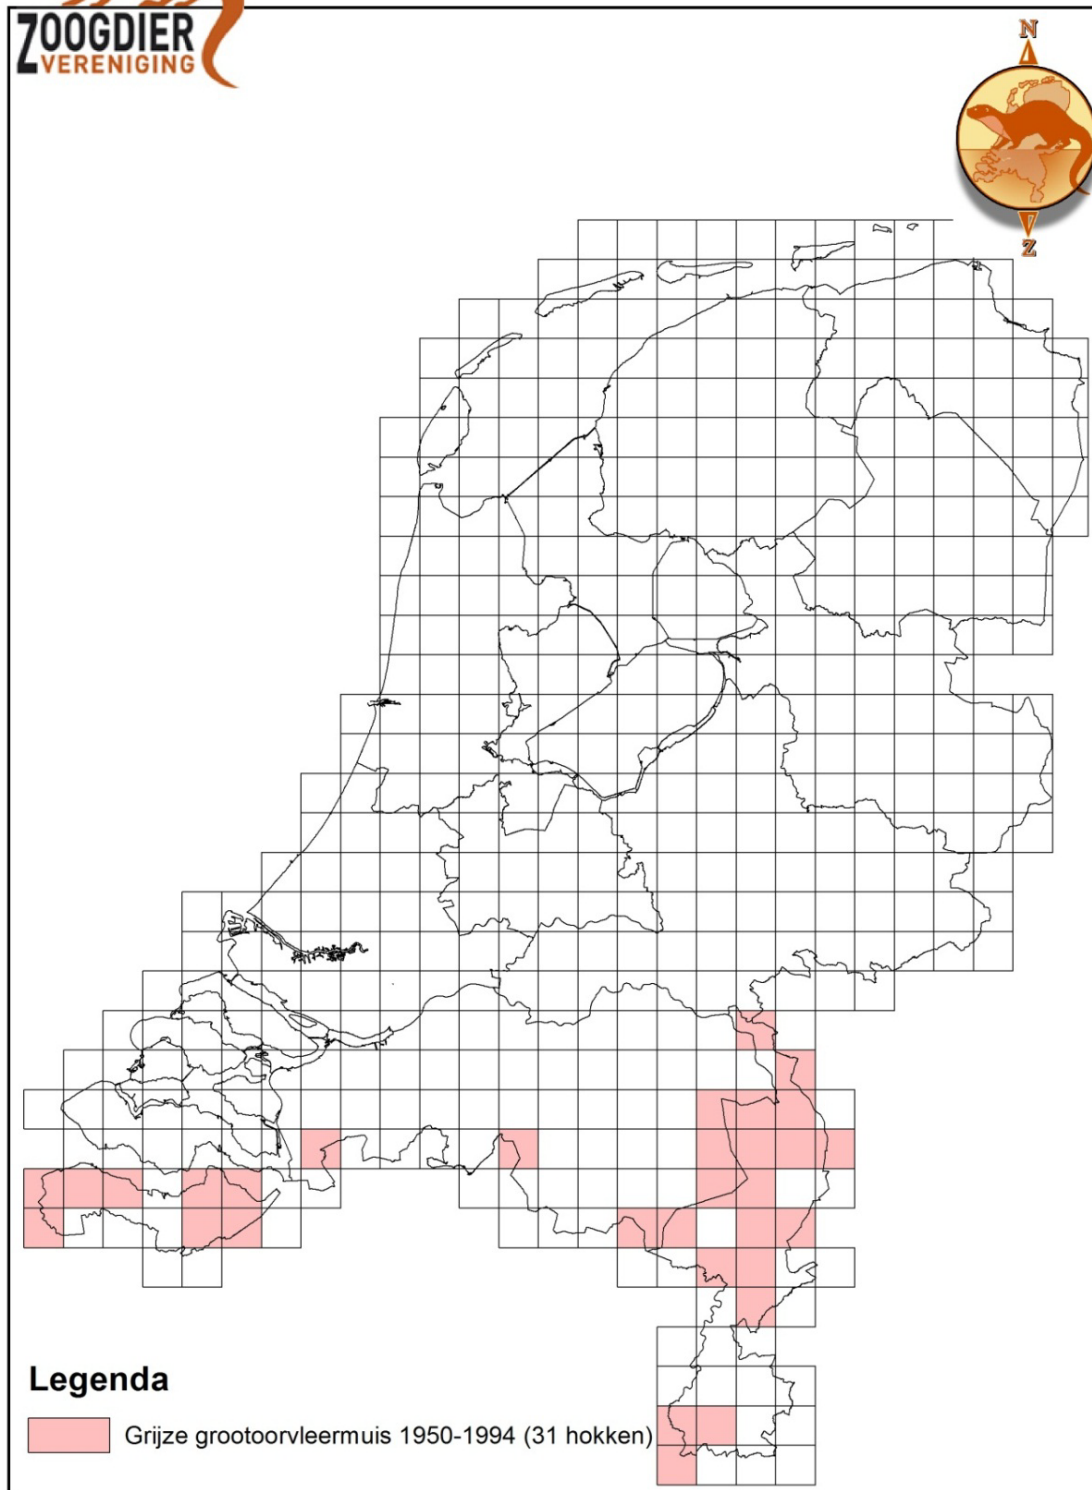 ZOOGDIER
VERENIGING
N
Z
Legenda
Grijze grootoorvleermuis 1950-1994 (31 hokken)